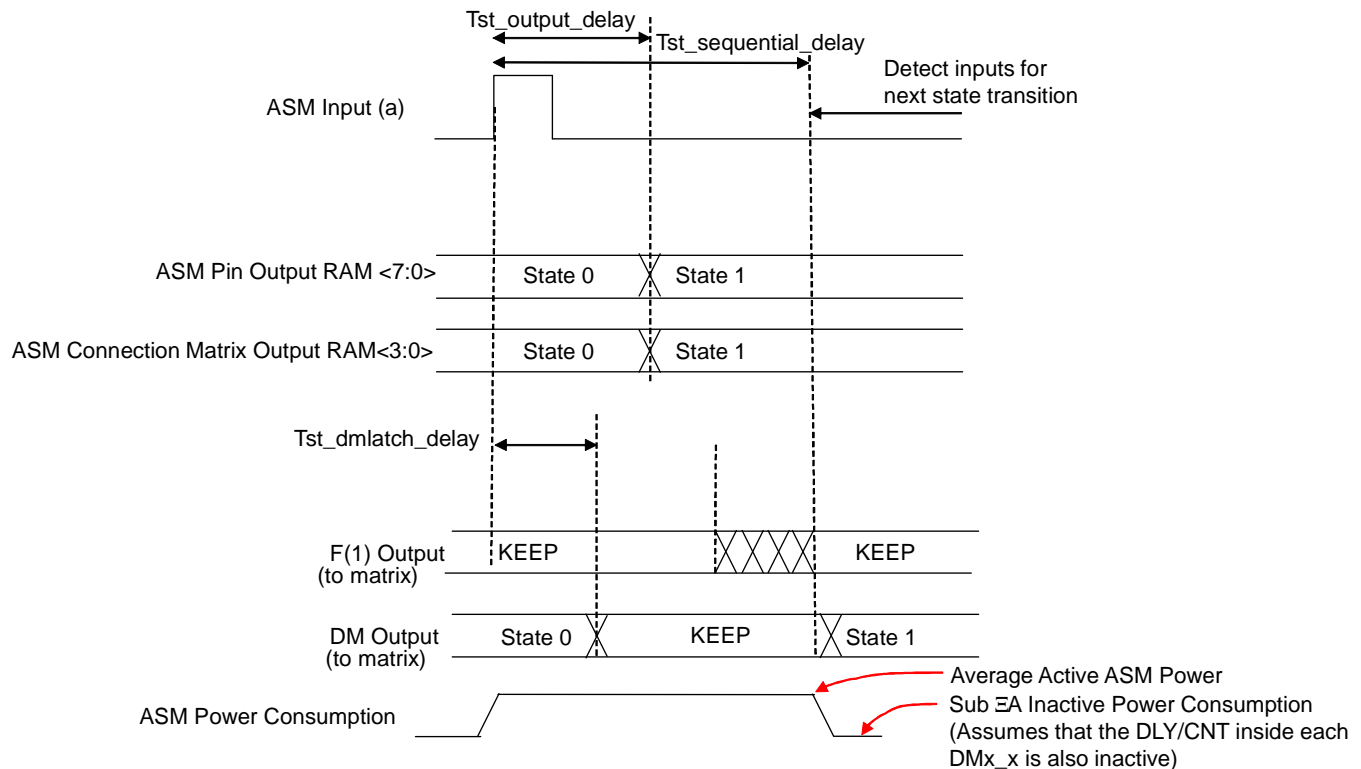 Tst_output_delay
Tst_sequential_delay
Detect inputs for
next state transition
ASM Input (a)
ASM Pin Output RAM <7:0>
State 0
State 1
ASM Connection Matrix Output RAM<3:0>
State 0
State 1
Tst_dmlatch_delay
F(1) Output
(to matrix)
KEEP
KEEP
DM Output
(to matrix)
State 0
KEEP
State 1
ASM Power Consumption
Average Active ASM Power
Sub ΞA Inactive Power Consumption
(Assumes that the DLY/CNT inside each
DMx_x is also inactive)